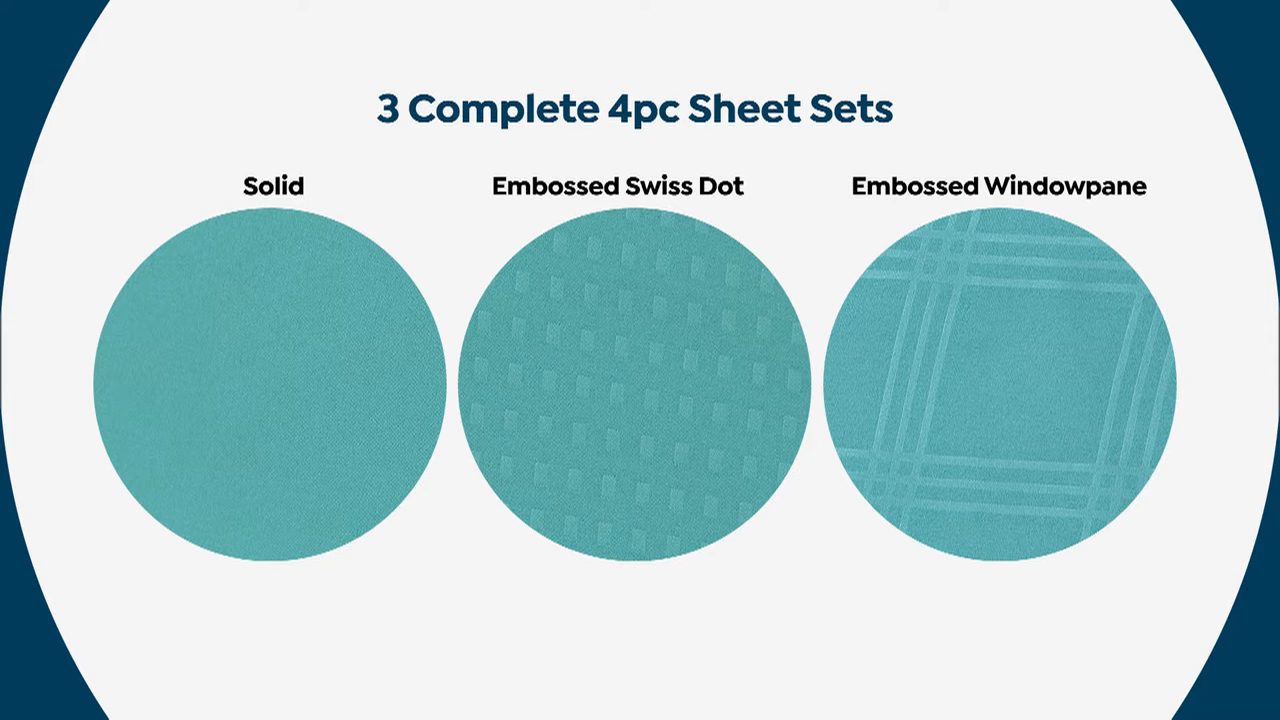 3 Complete 4pc Sheet Sets
Solid
Embossed Swiss Dot
Embossed Windowpane